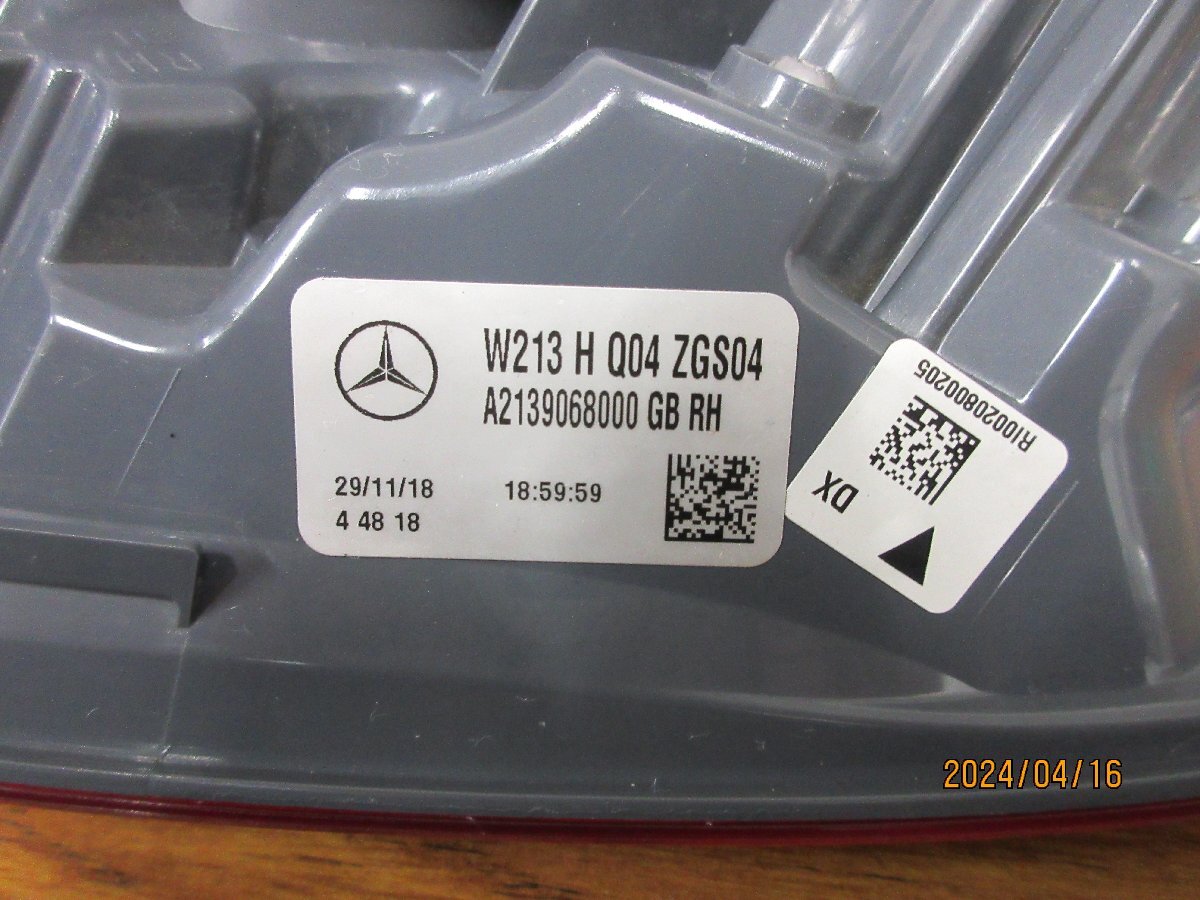 W213 H Q04 ZGS04
A2139068000 GB RH
29/11/18 18:59:59
4 48 18
RI00208000205
DX
2024/04/16